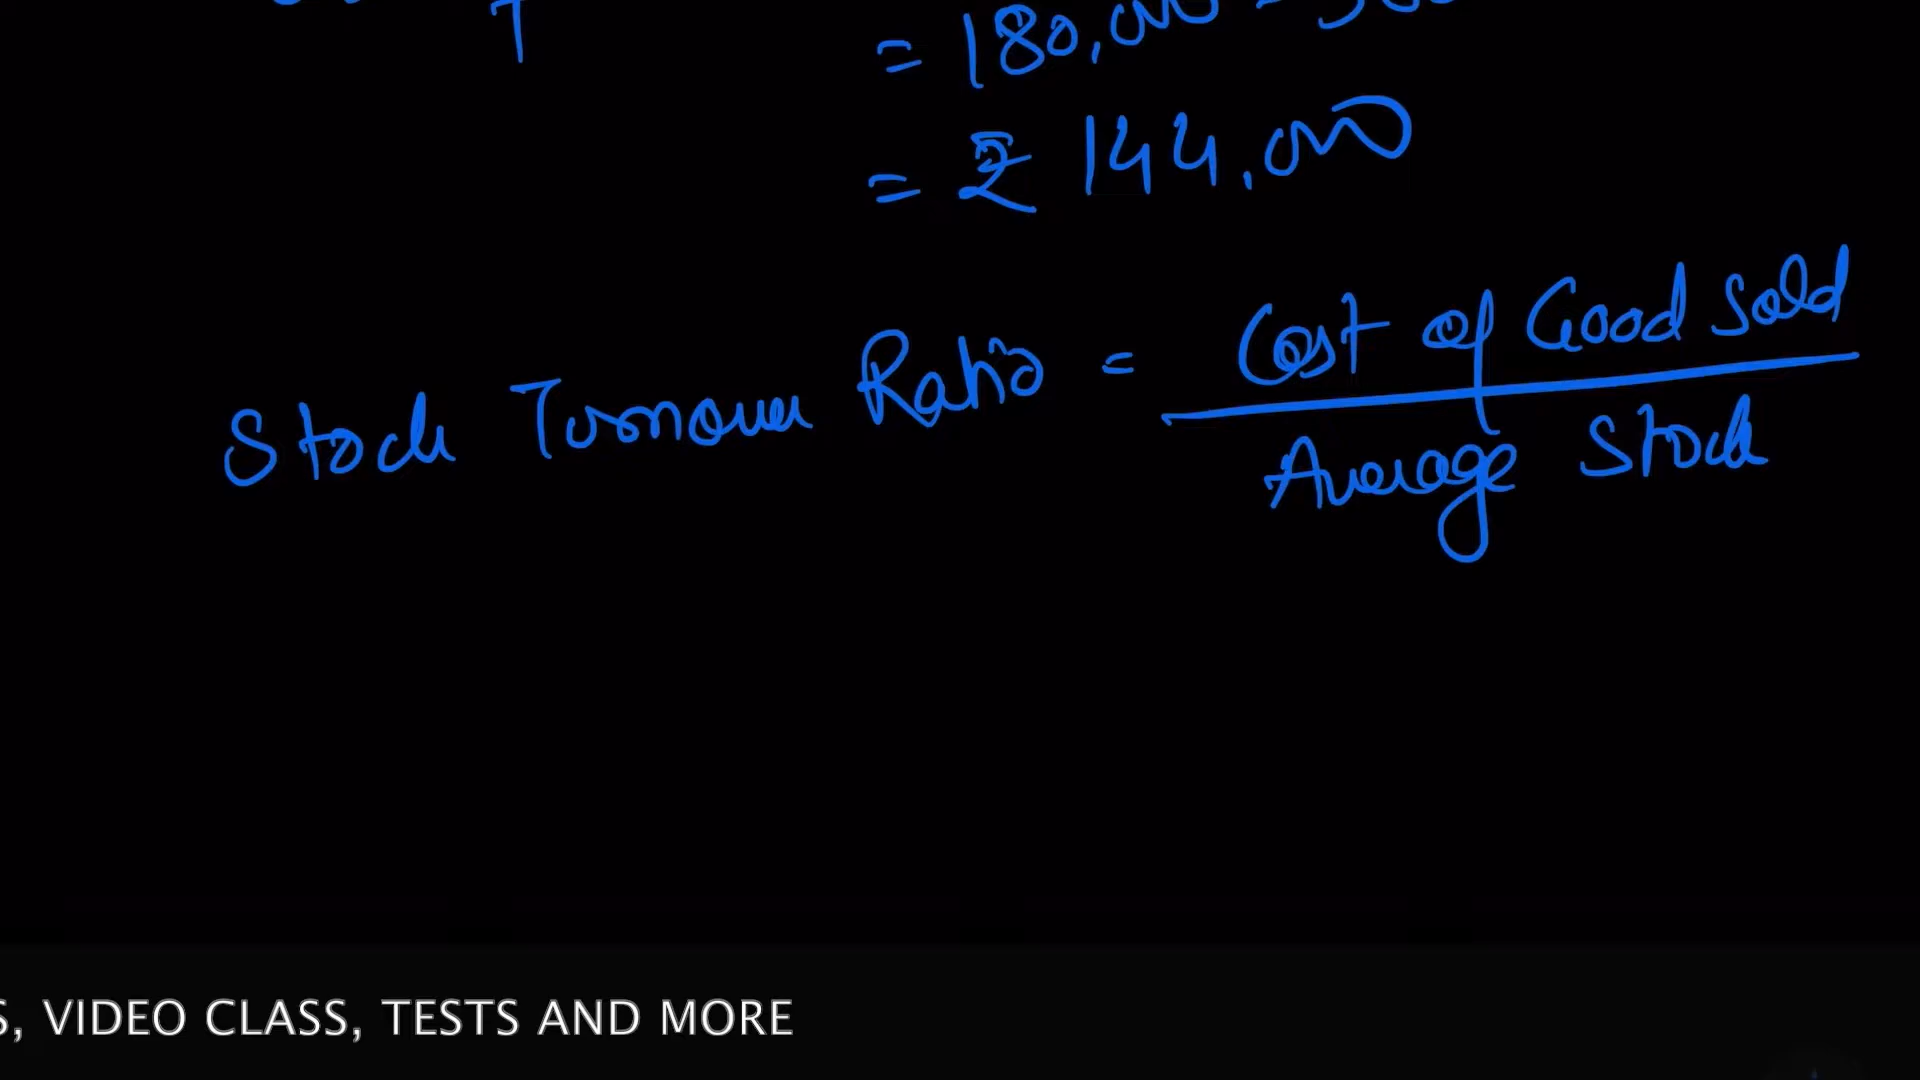 = 180,000 -
= ₹ 144,000
Stock Turnover Ratio = Cost of Good Sold
Average Stock
S, VIDEO CLASS, TESTS AND MORE